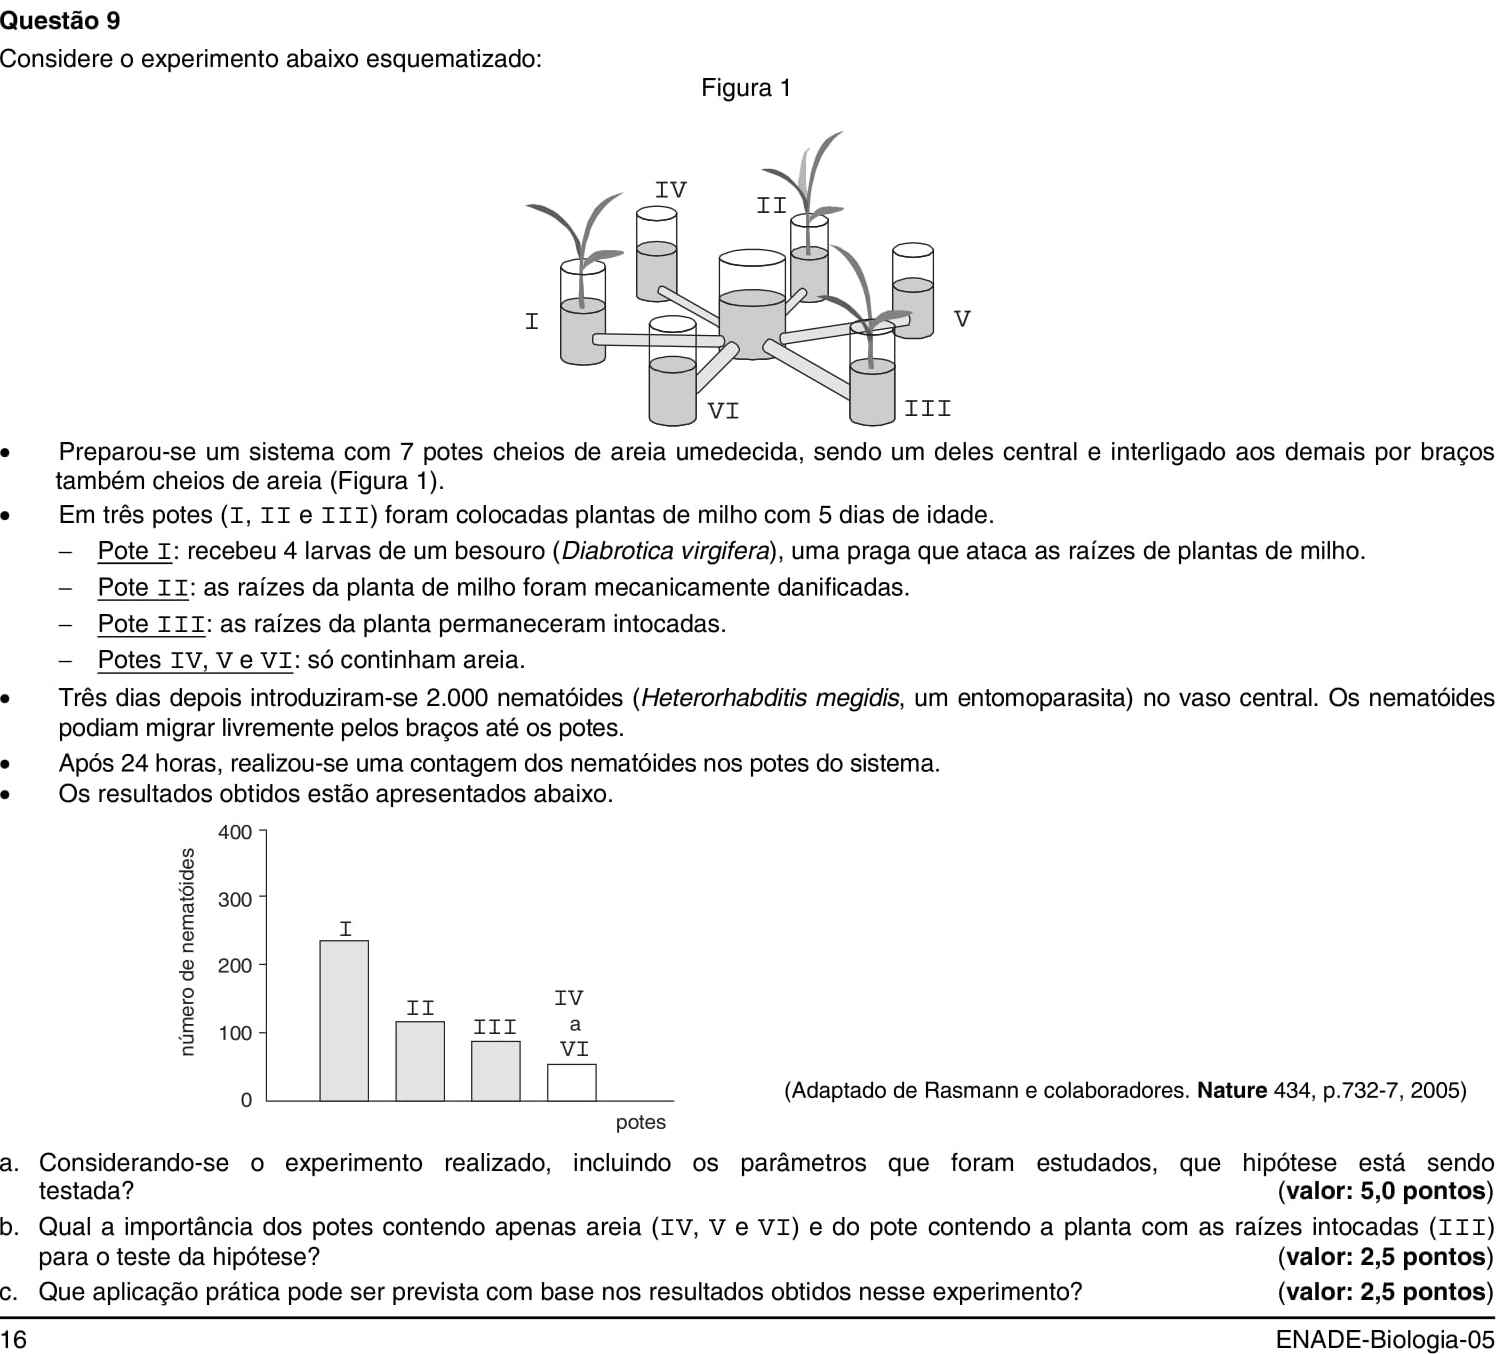 Questão 9
Considere o experimento abaixo esquematizado:
Figura 1
IV
II
I
V
VI
III
• Preparou-se um sistema com 7 potes cheios de areia umedecida, sendo um deles central e interligado aos demais por braços
também cheios de areia (Figura 1).
• Em três potes (I, II e III) foram colocadas plantas de milho com 5 dias de idade.
– Pote I: recebeu 4 larvas de um besouro (Diabrotica virgifera), uma praga que ataca as raízes de plantas de milho.
– Pote II: as raízes da planta de milho foram mecanicamente danificadas.
– Pote III: as raízes da planta permaneceram intocadas.
– Potes IV, V e VI: só continham areia.
• Três dias depois introduziram-se 2.000 nematóides (Heterorhabditis megidis, um entomoparasita) no vaso central. Os nematóides
podiam migrar livremente pelos braços até os potes.
• Após 24 horas, realizou-se uma contagem dos nematóides nos potes do sistema.
• Os resultados obtidos estão apresentados abaixo.
número de nematóides
400
300
200
100
0
I
II
III
IV
a
VI
potes
(Adaptado de Rasmann e colaboradores. Nature 434, p.732-7, 2005)
a. Considerando-se o experimento realizado, incluindo os parâmetros que foram estudados, que hipótese está sendo
testada? (valor: 5,0 pontos)
b. Qual a importância dos potes contendo apenas areia (IV, V e VI) e do pote contendo a planta com as raízes intocadas (III)
para o teste da hipótese? (valor: 2,5 pontos)
c. Que aplicação prática pode ser prevista com base nos resultados obtidos nesse experimento? (valor: 2,5 pontos)
16 ENADE-Biologia-05